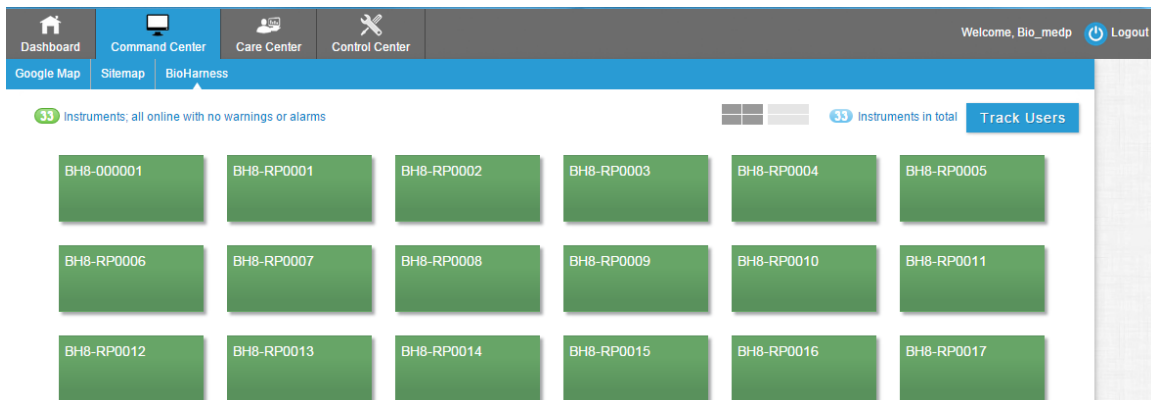 Dashboard Command Center Care Center Control Center Welcome, Bio_medp Logout
Google Map Sitemap BioHarness
33 Instruments; all online with no warnings or alarms 33 Instruments in total Track Users
BH8-000001 BH8-RP0001 BH8-RP0002 BH8-RP0003 BH8-RP0004 BH8-RP0005
BH8-RP0006 BH8-RP0007 BH8-RP0008 BH8-RP0009 BH8-RP0010 BH8-RP0011
BH8-RP0012 BH8-RP0013 BH8-RP0014 BH8-RP0015 BH8-RP0016 BH8-RP0017